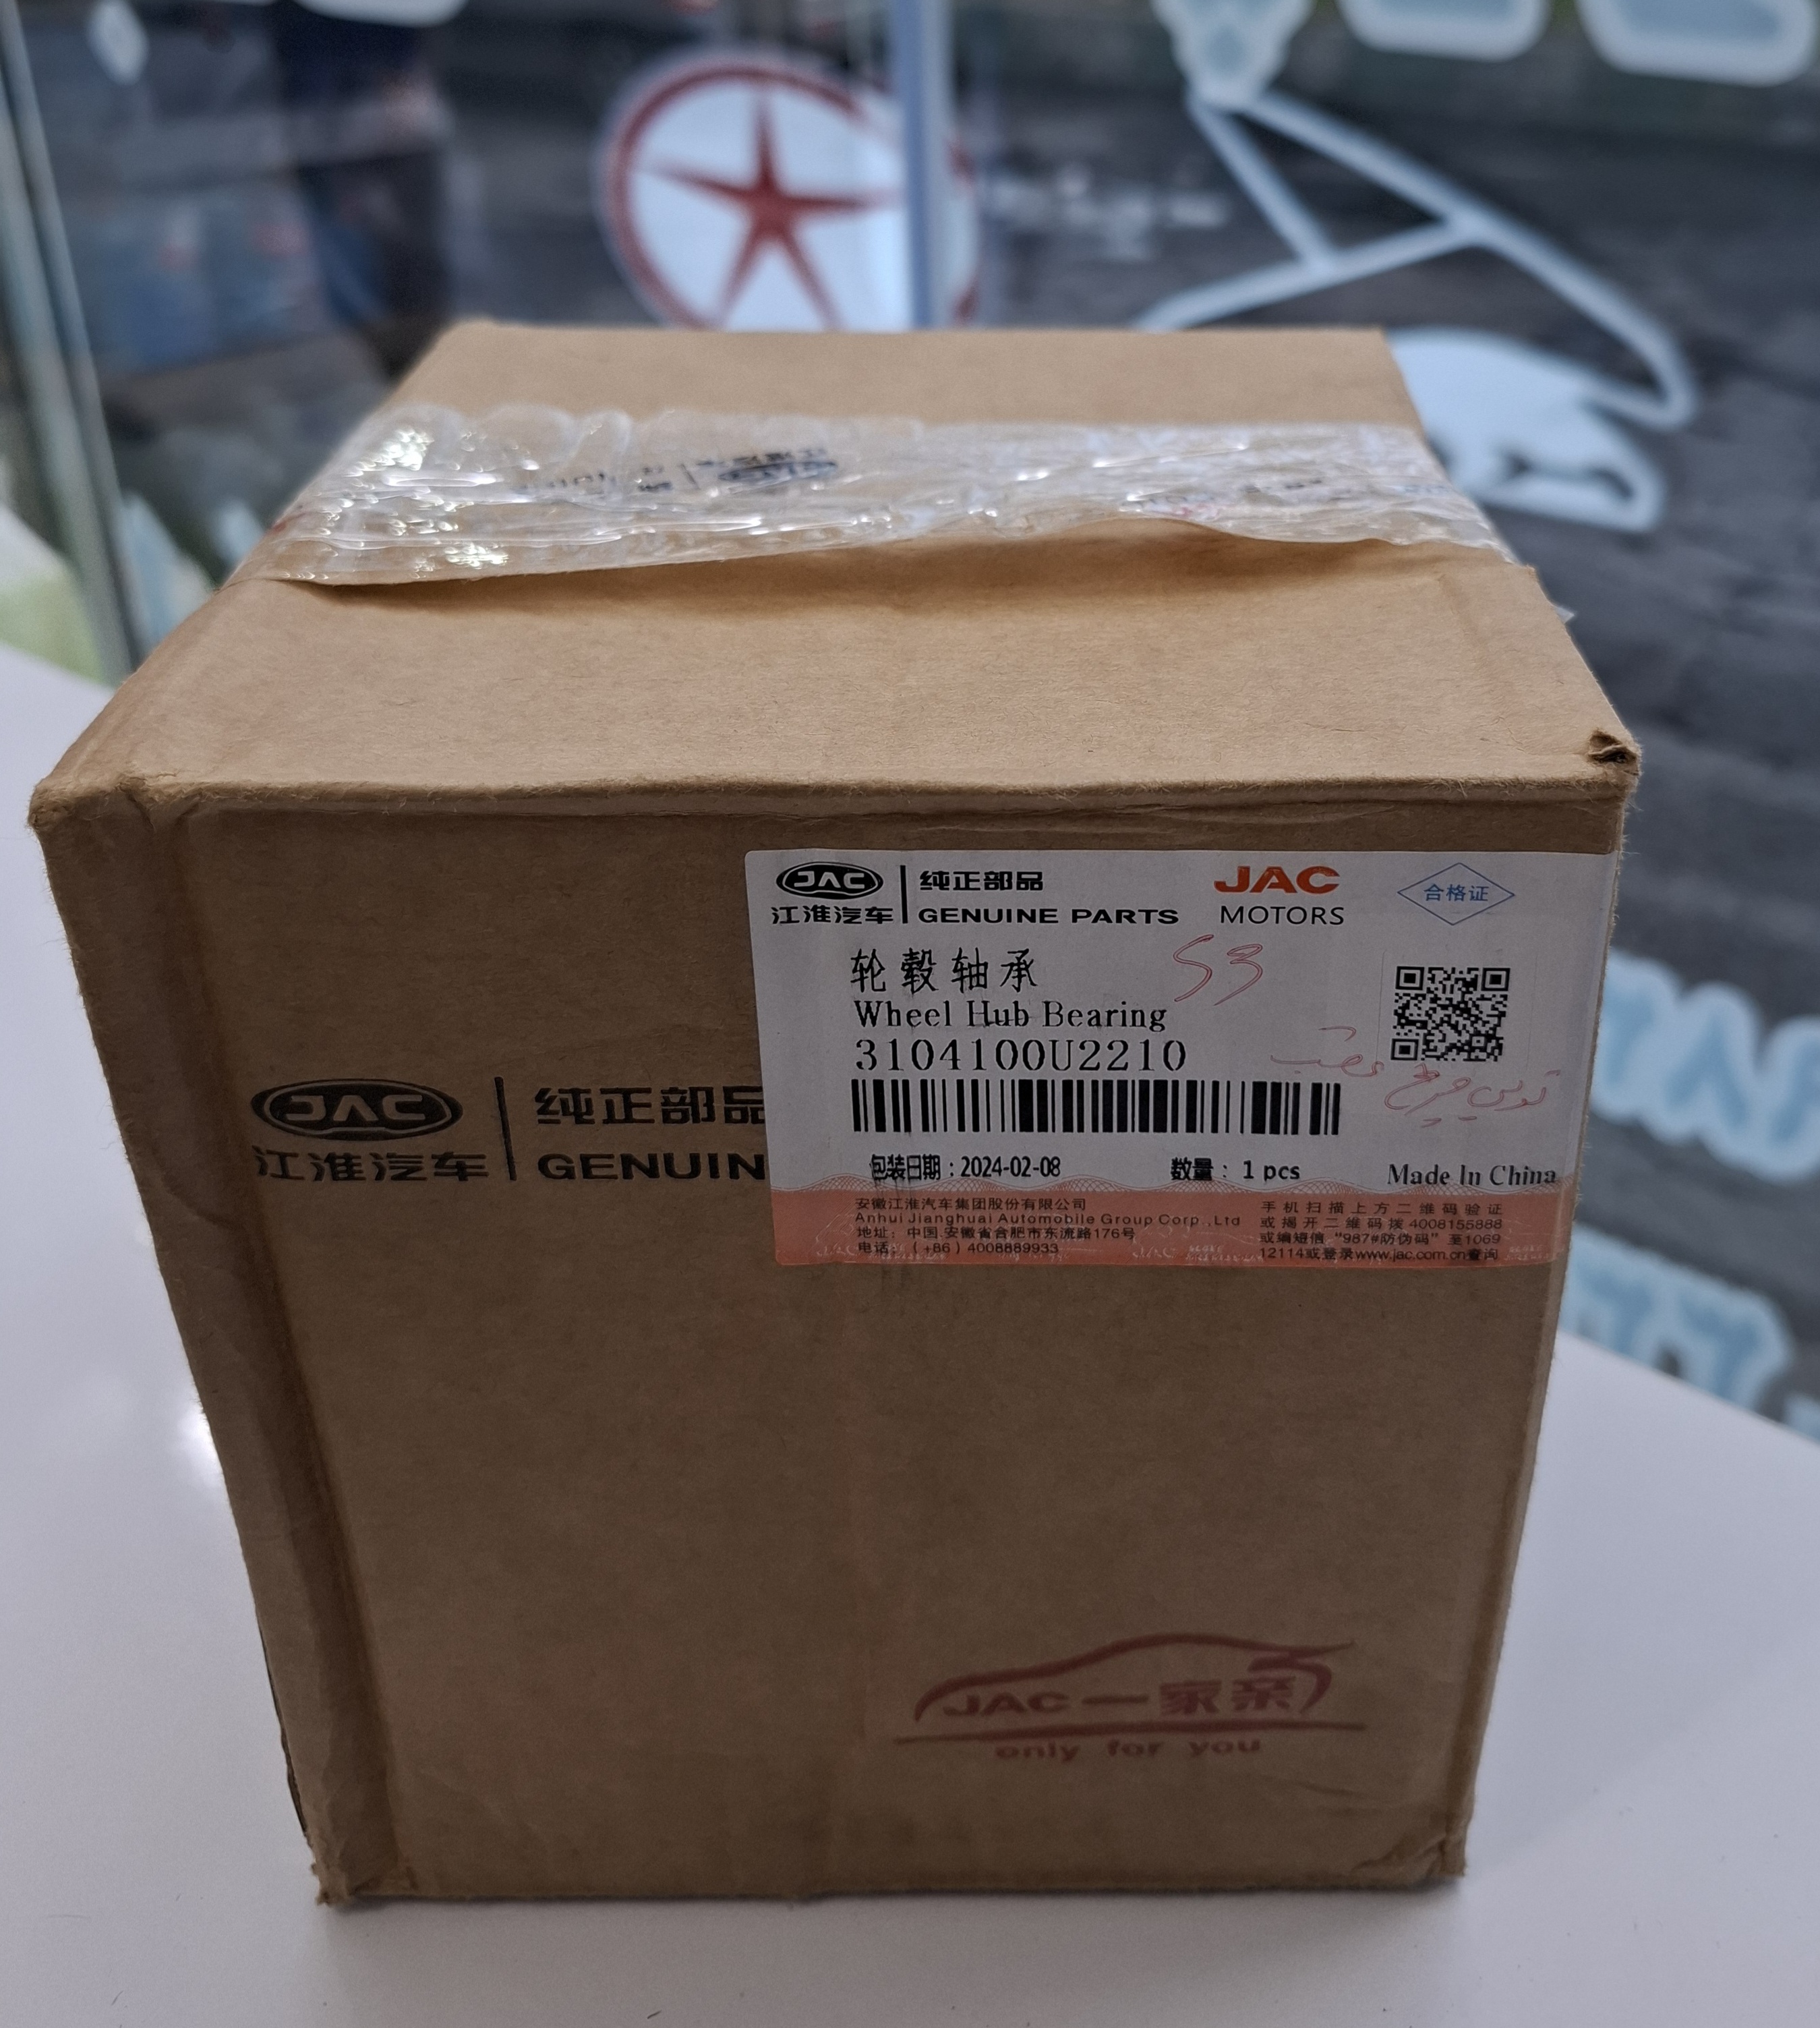 JAC 纯正部品 JAC 合格证
江淮汽车 GENUINE PARTS MOTORS
轮毂轴承 S3
Wheel Hub Bearing
3104100U2210
توپی چرخ عقب
包装日期：2024-02-08 数量：1 pcs Made In China
安徽江淮汽车集团股份有限公司
Anhui Jianghuai Automobile Group Corp.,Ltd
地址：中国.安徽省合肥市东流路176号
电话：（+86）4008889933
手机扫描上方二维码验证
或揭开二维码拨4008155888
或编短信“987#防伪码”至1069
12114或登录www.jac.com.cn查询
JAC 纯正部品
江淮汽车 GENUIN
JAC一家亲
only for you